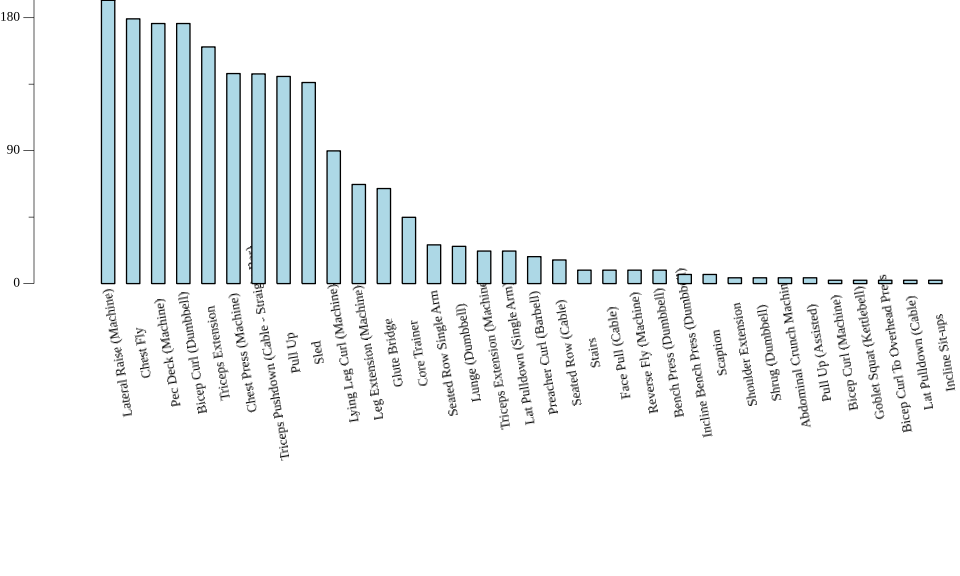 180
90
0
Lateral Raise (Machine)
Chest Fly
Pec Deck (Machine)
Bicep Curl (Dumbbell)
Triceps Extension
Chest Press (Machine)
Triceps Pushdown (Cable - Straig Bar)
Pull Up
Sled
Lying Leg Curl (Machine)
Leg Extension (Machine)
Glute Bridge
Core Trainer
Seated Row Single Arm
Lunge (Dumbbell)
Triceps Extension (Machine
Lat Pulldown (Single Arm)
Preacher Curl (Barbell)
Seated Row (Cable)
Stairs
Face Pull (Cable)
Reverse Fly (Machine)
Bench Press (Dumbbell)
Incline Bench Press (Dumbbell)
Scaption
Shoulder Extension
Shrug (Dumbbell)
Abdominal Crunch Machin
Pull Up (Assisted)
Bicep Curl (Machine)
Goblet Squat (Kettlebell)
Bicep Curl To Overhead Press
Lat Pulldown (Cable)
Incline Sit-ups